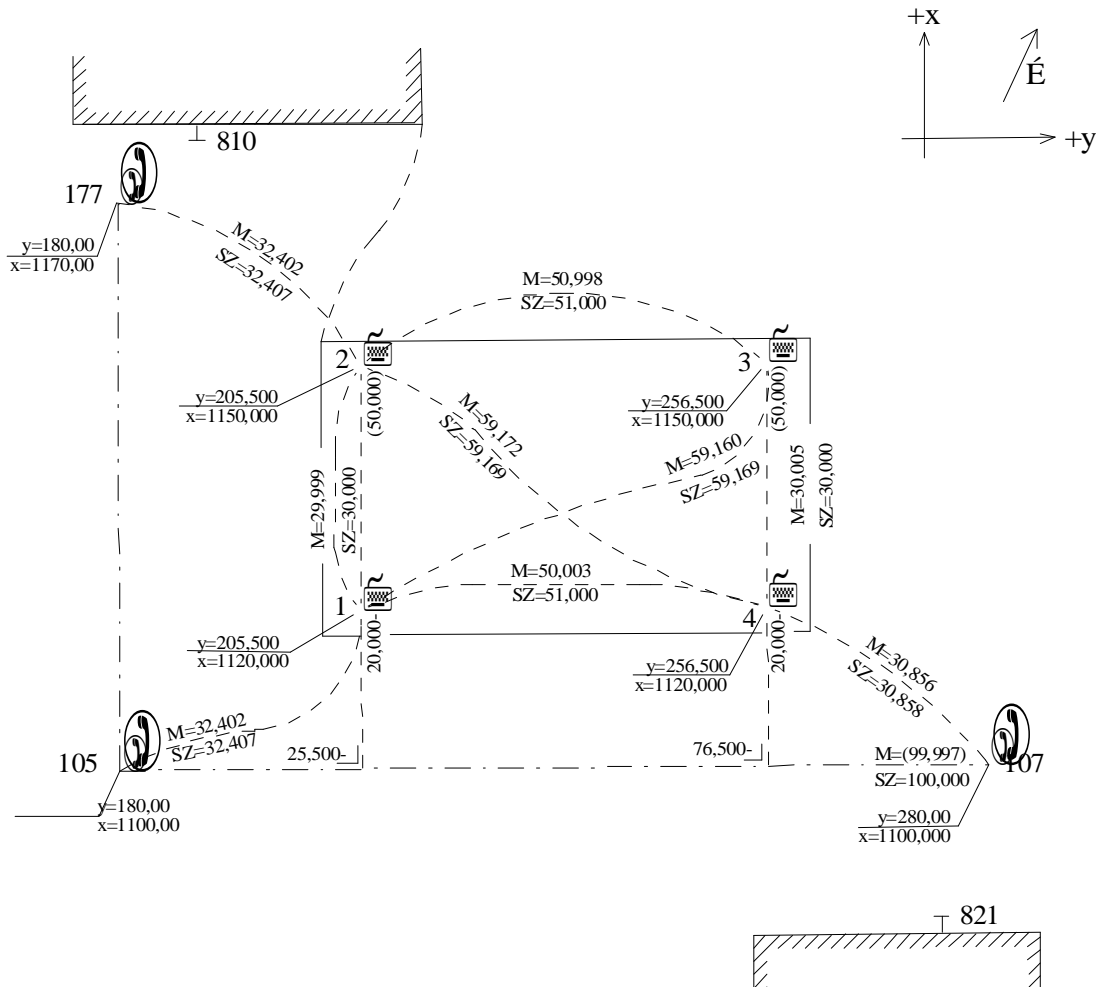 +x
É
+y
810
177
y=180,00
x=1170,00
M=32,402
SZ=32,407
M=50,998
SZ=51,000
2
3
y=205,500
x=1150,000
(50,000)
y=256,500
x=1150,000
(50,000)
M=59,172
SZ=59,169
M=59,160
SZ=59,169
M=29,999
SZ=30,000
M=30,005
SZ=30,000
M=50,003
SZ=51,000
1
4
y=205,500
x=1120,000
20,000
y=256,500
x=1120,000
20,000
M=30,856
SZ=30,858
M=32,402
SZ=32,407
105
25,500-
76,500-
M=(99,997)
SZ=100,000
107
y=180,00
x=1100,00
y=280,00
x=1100,000
821